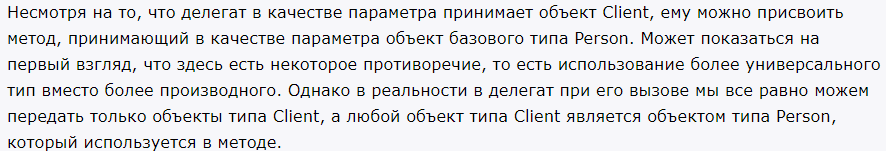 Несмотря на то, что делегат в качестве параметра принимает объект Client, ему можно присвоить
метод, принимающий в качестве параметра объект базового типа Person. Может показаться на
первый взгляд, что здесь есть некоторое противоречие, то есть использование более универсального
тип вместо более производного. Однако в реальности в делегат при его вызове мы все равно можем
передать только объекты типа Client, а любой объект типа Client является объектом типа Person,
который используется в методе.